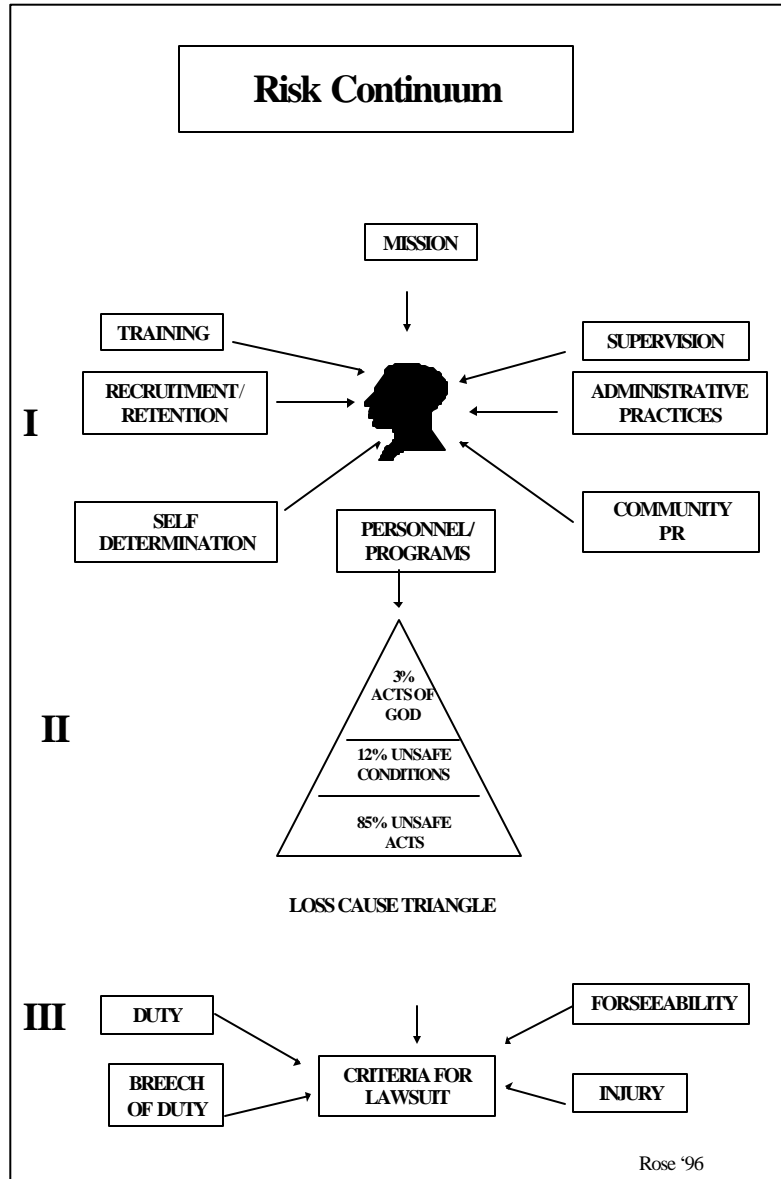 Risk Continuum
MISSION
TRAINING
SUPERVISION
RECRUITMENT/
RETENTION
ADMINISTRATIVE
PRACTICES
I
SELF
DETERMINATION
PERSONNEL/
PROGRAMS
COMMUNITY
PR
II
3%
ACTS OF
GOD
12% UNSAFE
CONDITIONS
85% UNSAFE
ACTS
LOSS CAUSE TRIANGLE
III
DUTY
FORSEEABILITY
BREECH
OF DUTY
CRITERIA FOR
LAWSUIT
INJURY
Rose ‘96